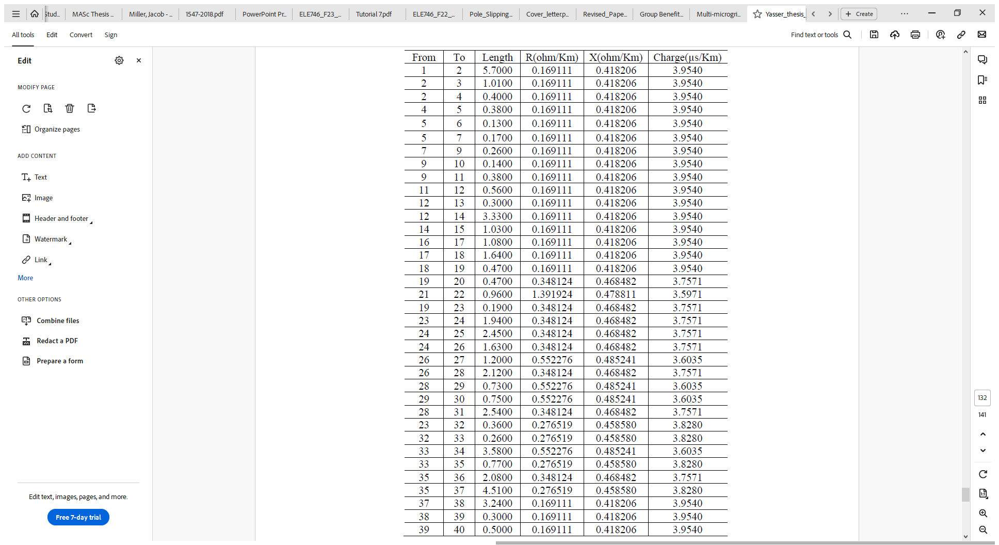 Stud...
MASc Thesis ...
Miller, Jacob - ...
1547-2018.pdf
PowerPoint Pr...
ELE746_F23_...
Tutorial 7.pdf
ELE746_F22_...
Pole_Slipping...
Cover_letter.p...
Revised_Pape...
Group Benefit...
Multi-microgri...
Yasser_thesis_
Create
All tools
Edit
Convert
Sign
Find text or tools
Edit
MODIFY PAGE
Organize pages
ADD CONTENT
Text
Image
Header and footer
Watermark
Link
More
OTHER OPTIONS
Combine files
Redact a PDF
Prepare a form
Edit text, images, pages, and more.
Free 7-day trial
From To Length R(ohm/Km) X(ohm/Km) Charge(µs/Km)
1 2 5.7000 0.169111 0.418206 3.9540
2 3 1.0100 0.169111 0.418206 3.9540
2 4 0.4000 0.169111 0.418206 3.9540
4 5 0.3800 0.169111 0.418206 3.9540
5 6 0.1300 0.169111 0.418206 3.9540
5 7 0.1700 0.169111 0.418206 3.9540
7 9 0.2600 0.169111 0.418206 3.9540
9 10 0.1400 0.169111 0.418206 3.9540
9 11 0.3800 0.169111 0.418206 3.9540
11 12 0.5600 0.169111 0.418206 3.9540
12 13 0.3000 0.169111 0.418206 3.9540
12 14 3.3300 0.169111 0.418206 3.9540
14 15 1.0300 0.169111 0.418206 3.9540
16 17 1.0800 0.169111 0.418206 3.9540
17 18 1.6400 0.169111 0.418206 3.9540
18 19 0.4700 0.169111 0.418206 3.9540
19 20 0.4700 0.348124 0.468482 3.7571
21 22 0.9600 1.391924 0.478811 3.5971
19 23 0.1900 0.348124 0.468482 3.7571
23 24 1.9400 0.348124 0.468482 3.7571
24 25 2.4500 0.348124 0.468482 3.7571
24 26 1.6300 0.348124 0.468482 3.7571
26 27 1.2000 0.552276 0.485241 3.6035
26 28 2.1200 0.348124 0.468482 3.7571
28 29 0.7300 0.552276 0.485241 3.6035
29 30 0.7500 0.552276 0.485241 3.6035
28 31 2.5400 0.348124 0.468482 3.7571
23 32 0.3600 0.276519 0.458580 3.8280
32 33 0.2600 0.276519 0.458580 3.8280
33 34 3.5800 0.552276 0.485241 3.6035
33 35 0.7700 0.276519 0.458580 3.8280
35 36 2.0800 0.348124 0.468482 3.7571
35 37 4.5100 0.276519 0.458580 3.8280
37 38 3.2400 0.169111 0.418206 3.9540
38 39 0.3000 0.169111 0.418206 3.9540
39 40 0.5000 0.169111 0.418206 3.9540
132
141
1:1